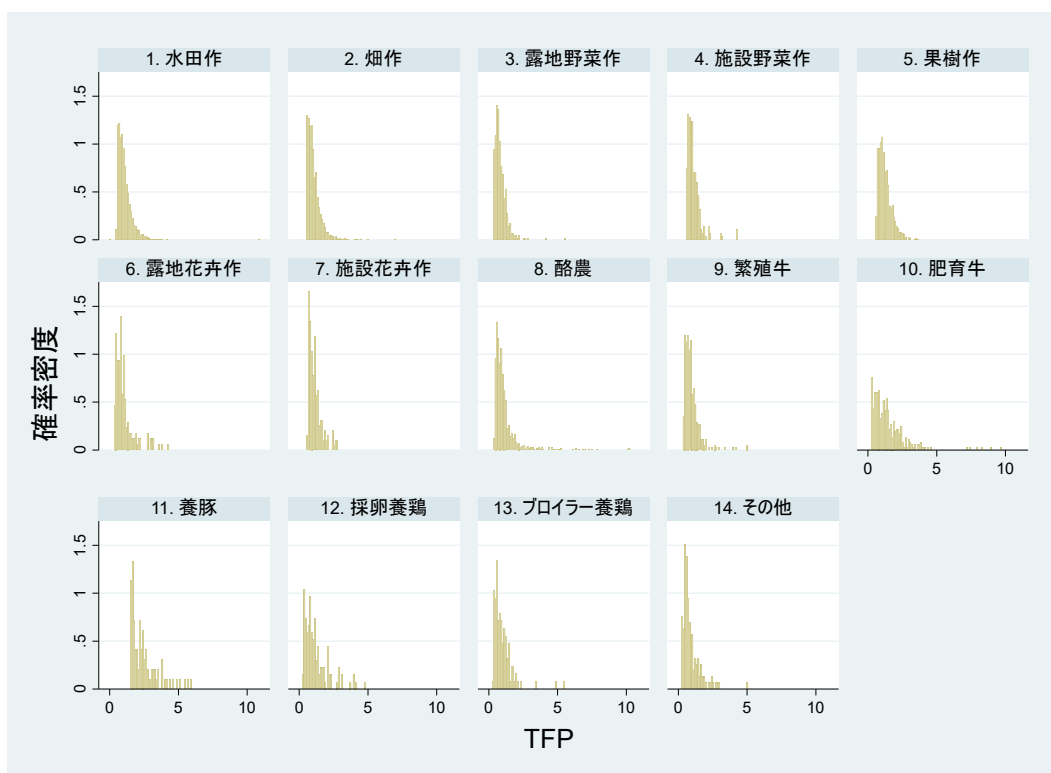 1. 水田作
2. 畑作
3. 露地野菜作
4. 施設野菜作
5. 果樹作
0 .5 1 1.5
6. 露地花卉作
7. 施設花卉作
8. 酪農
9. 繁殖牛
10. 肥育牛
0 .5 1 1.5
0 5 10
11. 養豚
12. 採卵養鶏
13. ブロイラー養鶏
14. その他
0 .5 1 1.5
0 5 10
0 5 10
0 5 10
0 5 10
確率密度
TFP